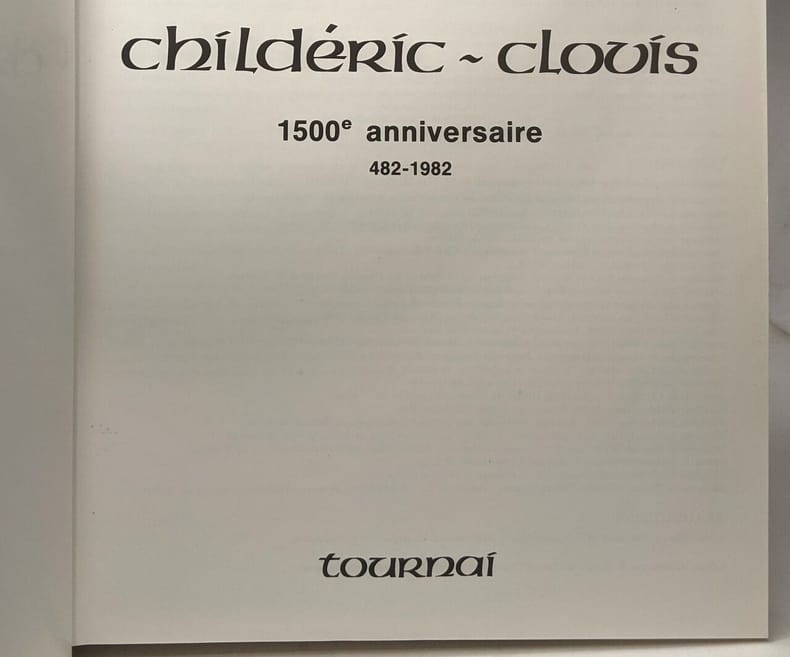 childéric ~ clovis
1500e anniversaire
482-1982
tournai